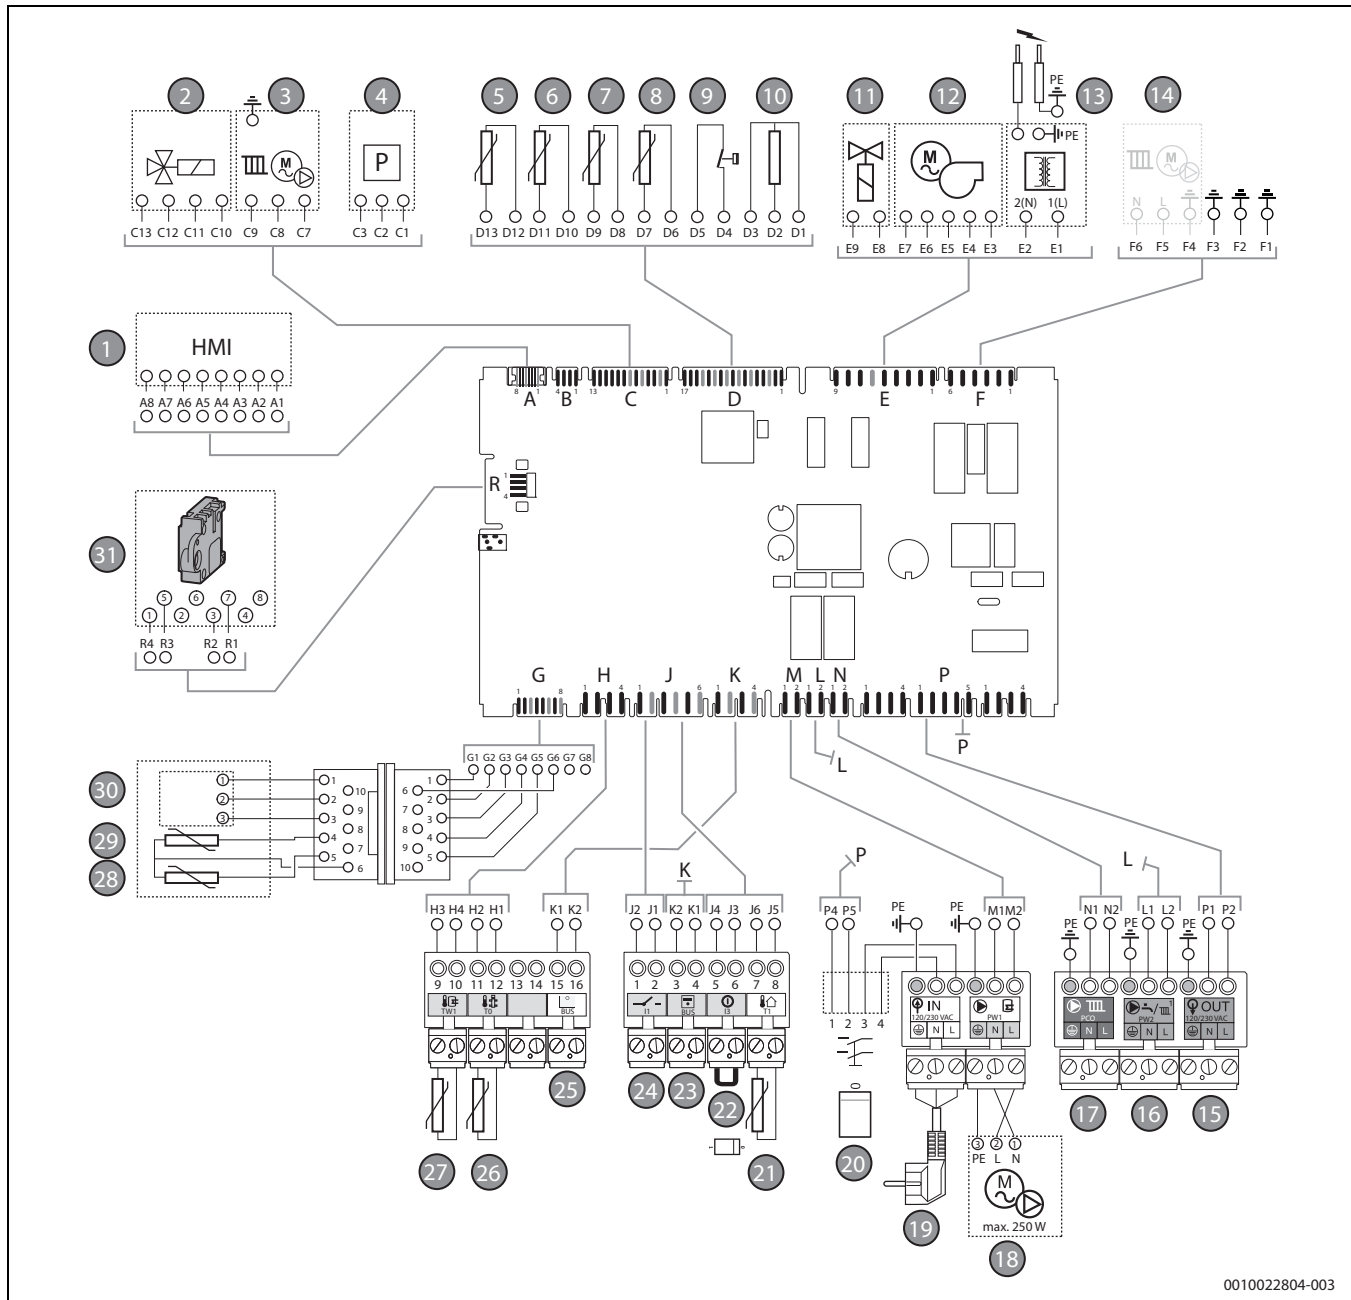 2 3 4 5 6 7 8 9 10 11 12 13 14
PE
PE
M P M M
2(N) 1(L)
N L
C13 C12 C11 C10 C9 C8 C7 C3 C2 C1
D13 D12 D11 D10 D9 D8 D7 D6 D5 D4 D3 D2 D1
E9 E8 E7 E6 E5 E4 E3 E2 E1
F6 F5 F4 F3 F2 F1
1 HMI
A8 A7 A6 A5 A4 A3 A2 A1
8 1 4 1 13 1 17 1 9 1 6 1
A B C D E F
R 1
4
31
5 6 7 8
1 2 3 4
R4 R3 R2 R1
G H J K M L N P
1 8 1 4 1 6 1 4 1 2 1 2 1 2 1 4 1 5 1 4
L P
G1 G2 G3 G4 G5 G6 G7 G8
30 1 2 3
29
28
1 2 3 4 5 6 7 8 9 10
1 2 3 4 5 6 7 8 9 10
K P L
H3 H4 H2 H1 K1 K2
J2 J1 K2 K1 J4 J3 J6 J5
P4 P5 PE PE M1 M2
PE N1 N2 PE L1 L2 PE P1 P2
9 10 11 12 13 14 15 16
TW1 T0 BUS
1 2 3 4 5 6 7 8
I1 BUS I3 T1
1 2 3 4
IN
120/230 VAC
N L
PW1
N L
PCO
N L
PW2
N L
OUT
120/230 VAC
N L
27 26 25 24 23 22 21 20 19 18 17 16 15
3 2 1
PE L N
M
max. 250 W
0010022804-003